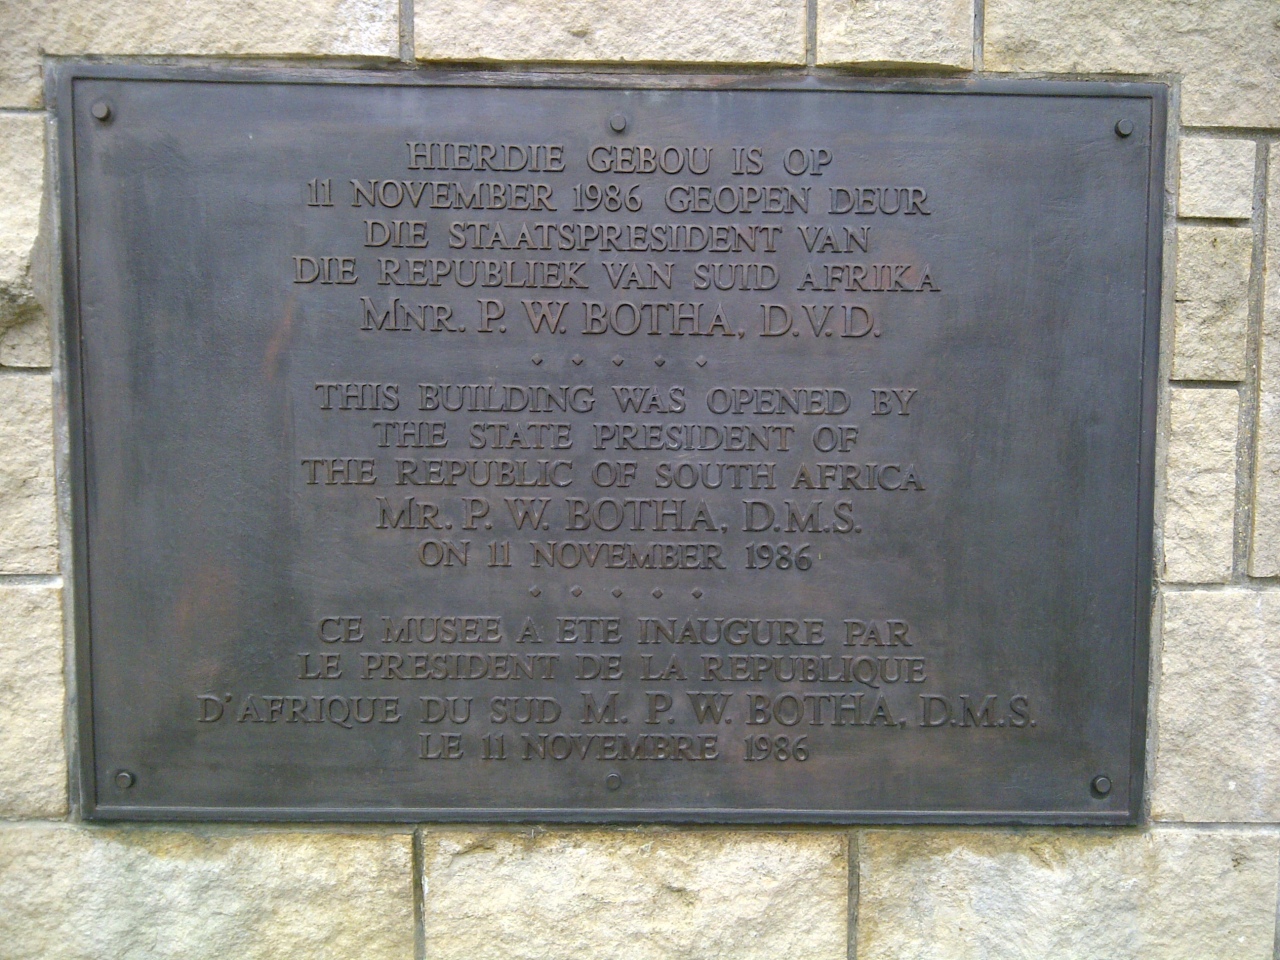 HIERDIE GEBOU IS OP
11 NOVEMBER 1986 GEOPEN DEUR
DIE STAATSPRESIDENT VAN
DIE REPUBLIEK VAN SUID AFRIKA
MNR. P. W. BOTHA, D.V.D.
THIS BUILDING WAS OPENED BY
THE STATE PRESIDENT OF
THE REPUBLIC OF SOUTH AFRICA
MR. P. W. BOTHA, D.M.S.
ON 11 NOVEMBER 1986
CE MUSEE A ETE INAUGURE PAR
LE PRESIDENT DE LA REPUBLIQUE
D'AFRIQUE DU SUD M. P. W. BOTHA, D.M.S.
LE 11 NOVEMBRE 1986